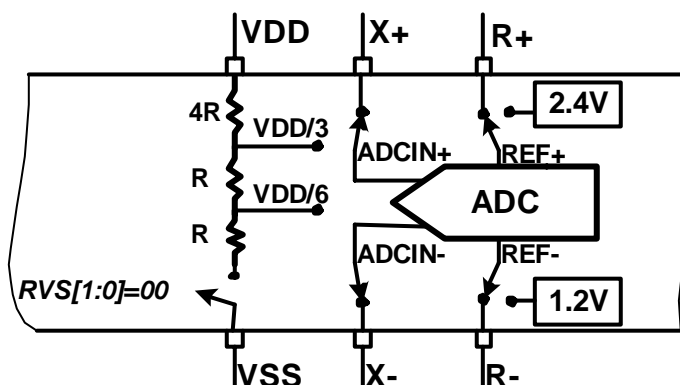 VDD X+ R+
4R
VDD/3
2.4V
ADCIN+ REF+
R
VDD/6
ADC
R
ADCIN- REF-
RVS[1:0]=00
1.2V
VSS X- R-